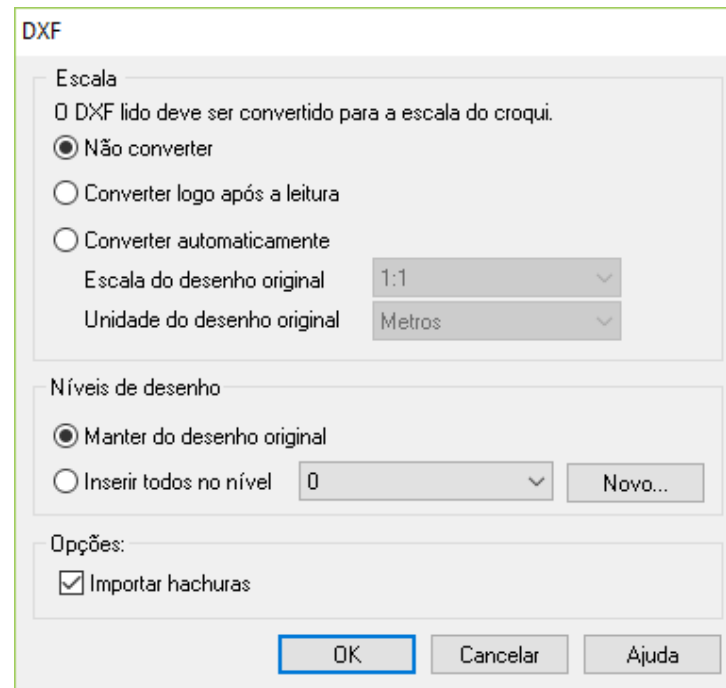 DXF
Escala
O DXF lido deve ser convertido para a escala do croqui.
Não converter
Converter logo após a leitura
Converter automaticamente
Escala do desenho original 1:1
Unidade do desenho original Metros
Níveis de desenho
Manter do desenho original
Inserir todos no nível 0 Novo...
Opções:
Importar hachuras
OK Cancelar Ajuda